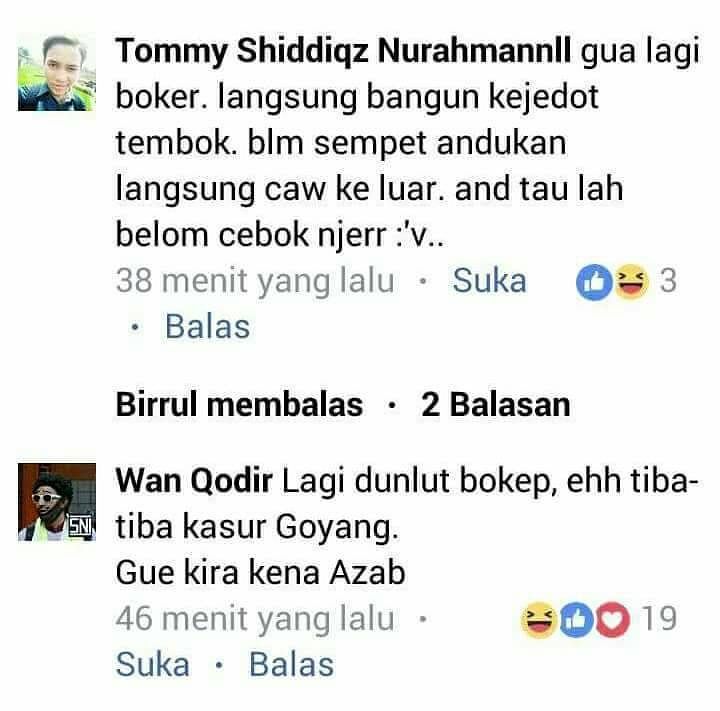 Tommy Shiddiqz Nurahmannll gua lagi
boker. langsung bangun kejedot
tembok. blm sempet andukan
langsung caw ke luar. and tau lah
belom cebok njerr :'v..
38 menit yang lalu · Suka 3
· Balas
Birrul membalas · 2 Balasan
Wan Qodir Lagi dunlut bokep, ehh tiba-
tiba kasur Goyang.
Gue kira kena Azab
46 menit yang lalu · 19
Suka · Balas
SNI